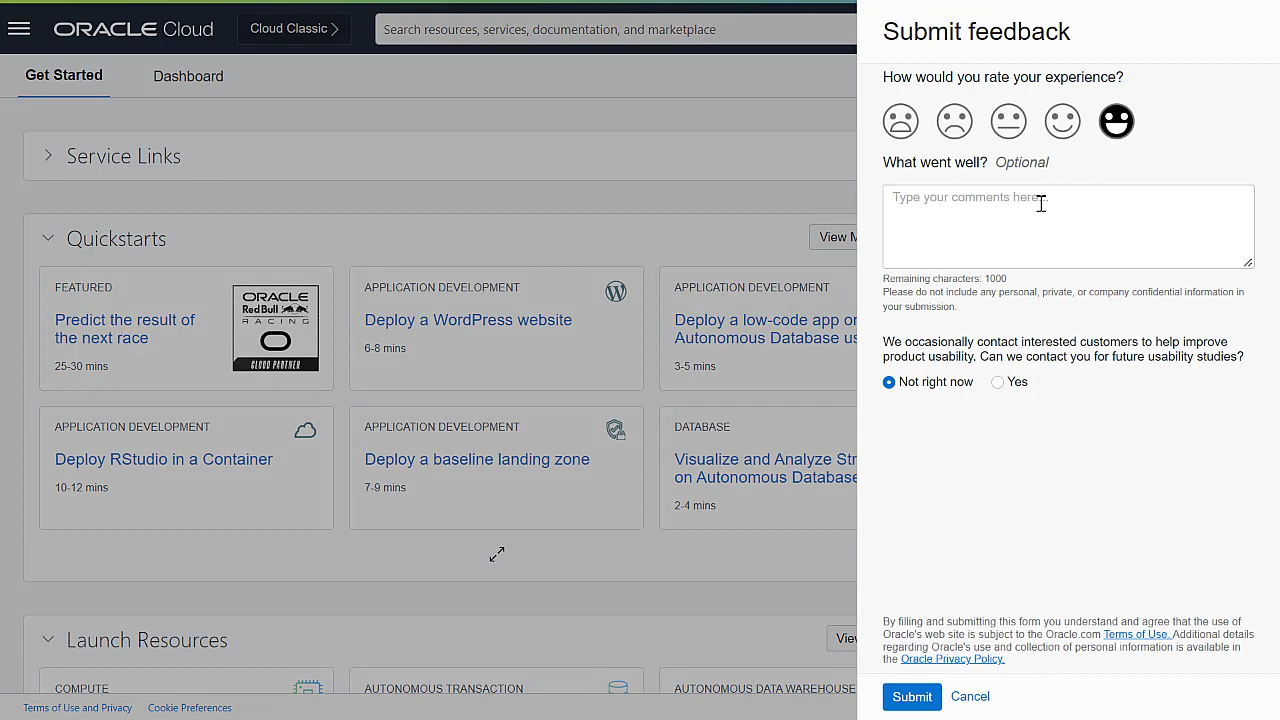 ORACLE Cloud
Cloud Classic
Search resources, services, documentation, and marketplace
Get Started
Dashboard
Service Links
Quickstarts
View M
FEATURED
Predict the result of
the next race
25-30 mins
ORACLE
Red Bull
RACING
CLOUD PARTNER
APPLICATION DEVELOPMENT
Deploy a WordPress website
6-8 mins
APPLICATION DEVELOPMENT
Deploy a low-code app on
Autonomous Database us
3-5 mins
APPLICATION DEVELOPMENT
Deploy RStudio in a Container
10-12 mins
APPLICATION DEVELOPMENT
Deploy a baseline landing zone
7-9 mins
DATABASE
Visualize and Analyze Str
on Autonomous Database
2-4 mins
Launch Resources
View
COMPUTE
AUTONOMOUS TRANSACTION
AUTONOMOUS DATA WAREHOUSE
Terms of Use and Privacy
Cookie Preferences
Submit feedback
How would you rate your experience?
What went well? Optional
Type your comments here...
Remaining characters: 1000
Please do not include any personal, private, or company confidential information in
your submission.
We occasionally contact interested customers to help improve
product usability. Can we contact you for future usability studies?
Not right now
Yes
By filling and submitting this form you understand and agree that the use of
Oracle's web site is subject to the Oracle.com Terms of Use. Additional details
regarding Oracle's use and collection of personal information is available in
the Oracle Privacy Policy.
Submit
Cancel